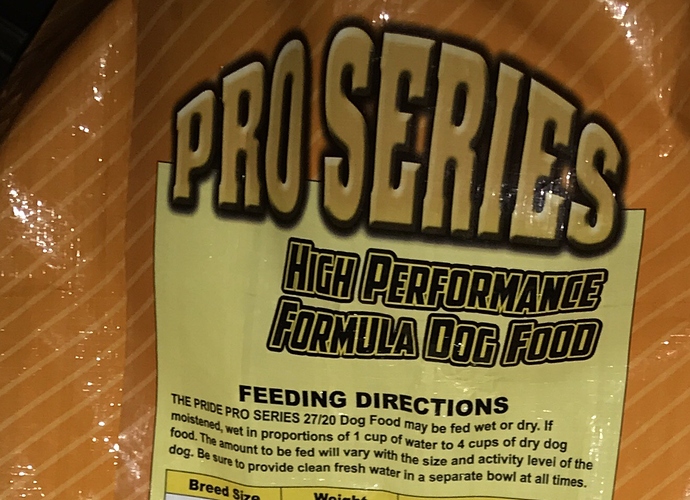 PRO SERIES
HIGH PERFORMANCE
FORMULA DOG FOOD
FEEDING DIRECTIONS
THE PRIDE PRO SERIES 27/20 Dog Food may be fed wet or dry. If
moistened, wet in proportions of 1 cup of water to 4 cups of dry dog
food. The amount to be fed will vary with the size and activity level of the
dog. Be sure to provide clean fresh water in a separate bowl at all times.
Breed Size Weight